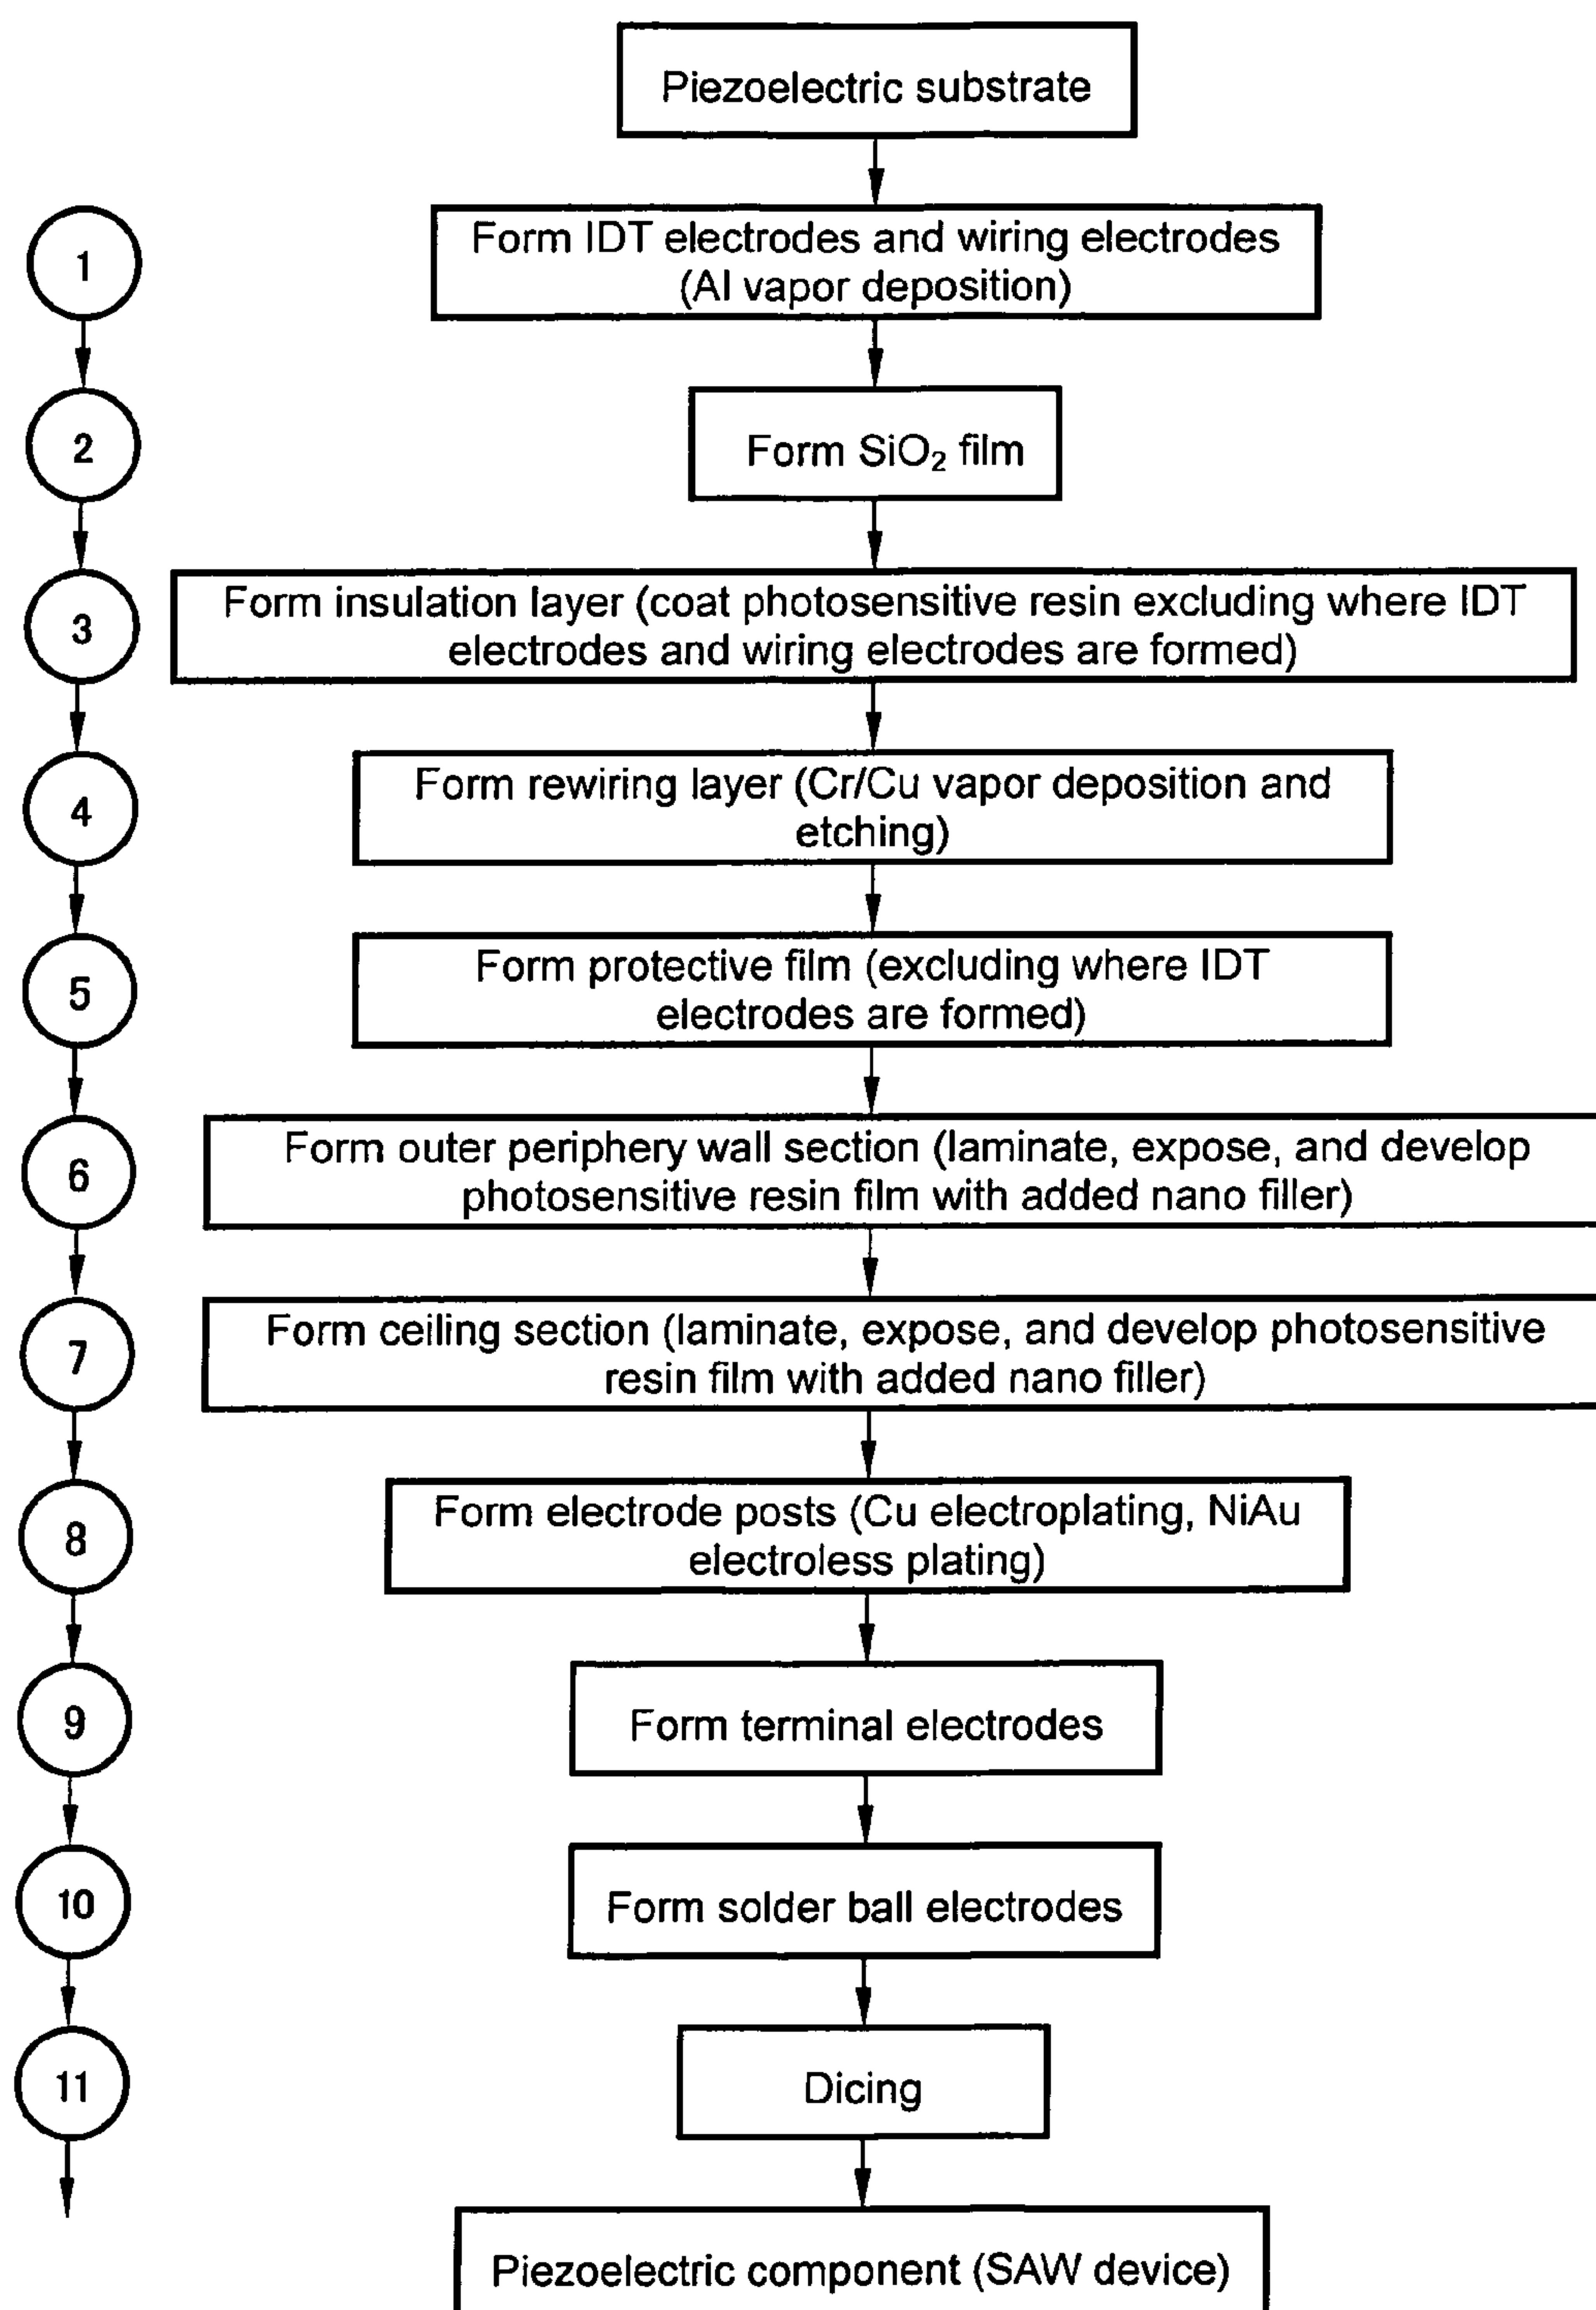 Piezoelectric substrate
1
Form IDT electrodes and wiring electrodes
(Al vapor deposition)
2
Form SiO₂ film
3
Form insulation layer (coat photosensitive resin excluding where IDT
electrodes and wiring electrodes are formed)
4
Form rewiring layer (Cr/Cu vapor deposition and
etching)
5
Form protective film (excluding where IDT
electrodes are formed)
6
Form outer periphery wall section (laminate, expose, and develop
photosensitive resin film with added nano filler)
7
Form ceiling section (laminate, expose, and develop photosensitive
resin film with added nano filler)
8
Form electrode posts (Cu electroplating, NiAu
electroless plating)
9
Form terminal electrodes
10
Form solder ball electrodes
11
Dicing
Piezoelectric component (SAW device)